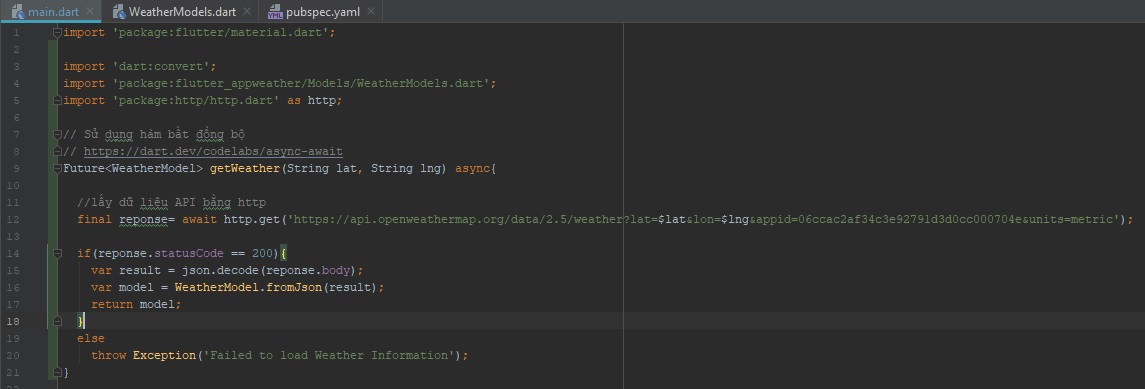 main.dart WeatherModels.dart pubspec.yaml
1 import 'package:flutter/material.dart';
2
3 import 'dart:convert';
4 import 'package:flutter_appweather/Models/WeatherModels.dart';
5 import 'package:http/http.dart' as http;
6
7 // Sử dụng hàm bất đồng bộ
8 // https://dart.dev/codelabs/async-await
9 Future<WeatherModel> getWeather(String lat, String lng) async{
10
11 //lấy dữ liệu API bằng http
12 final reponse= await http.get('https://api.openweathermap.org/data/2.5/weather?lat=$lat&lon=$lng&appid=06ccac2af34c3e92791d3d0cc000704e&units=metric');
13
14 if(reponse.statusCode == 200){
15 var result = json.decode(reponse.body);
16 var model = WeatherModel.fromJson(result);
17 return model;
18 }
19 else
20 throw Exception('Failed to load Weather Information');
21 }